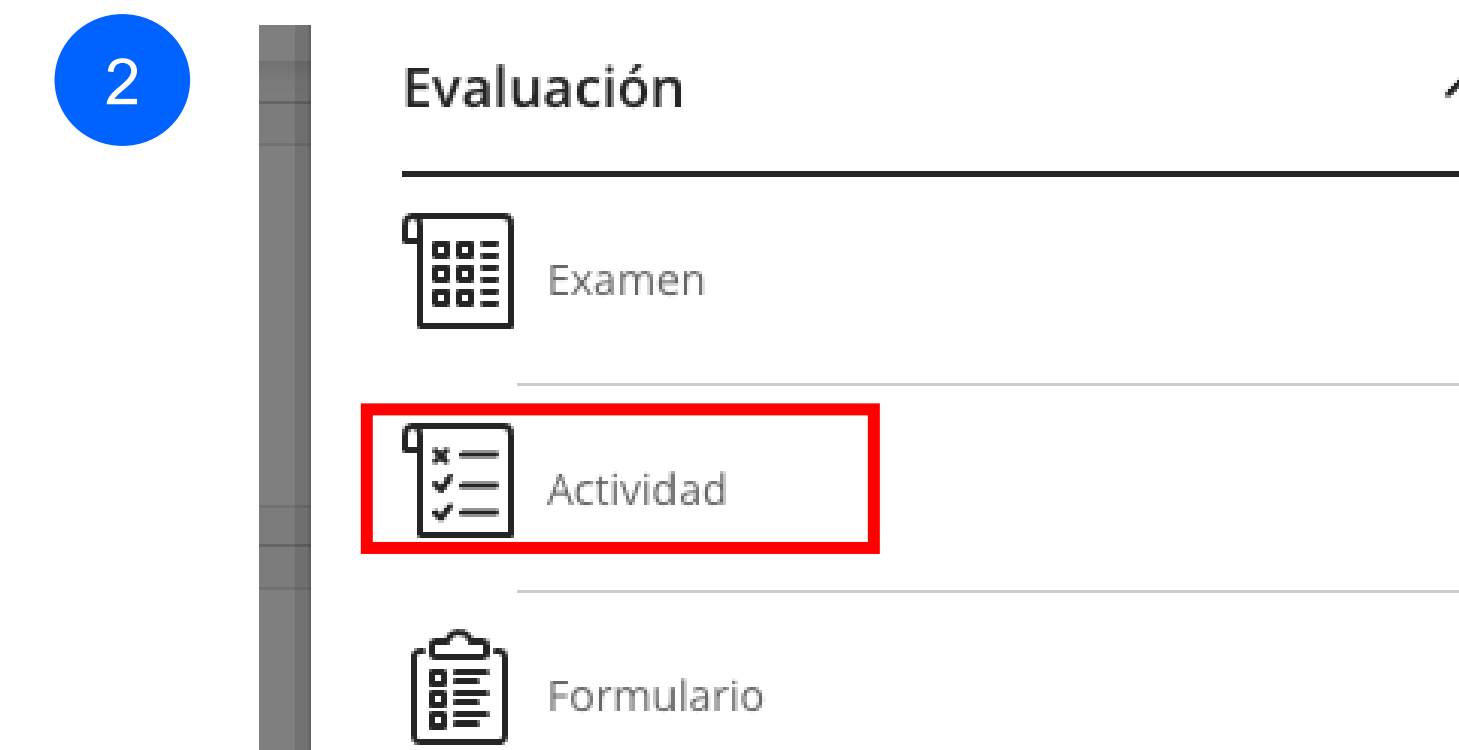 2
Evaluación
Examen
Actividad
Formulario